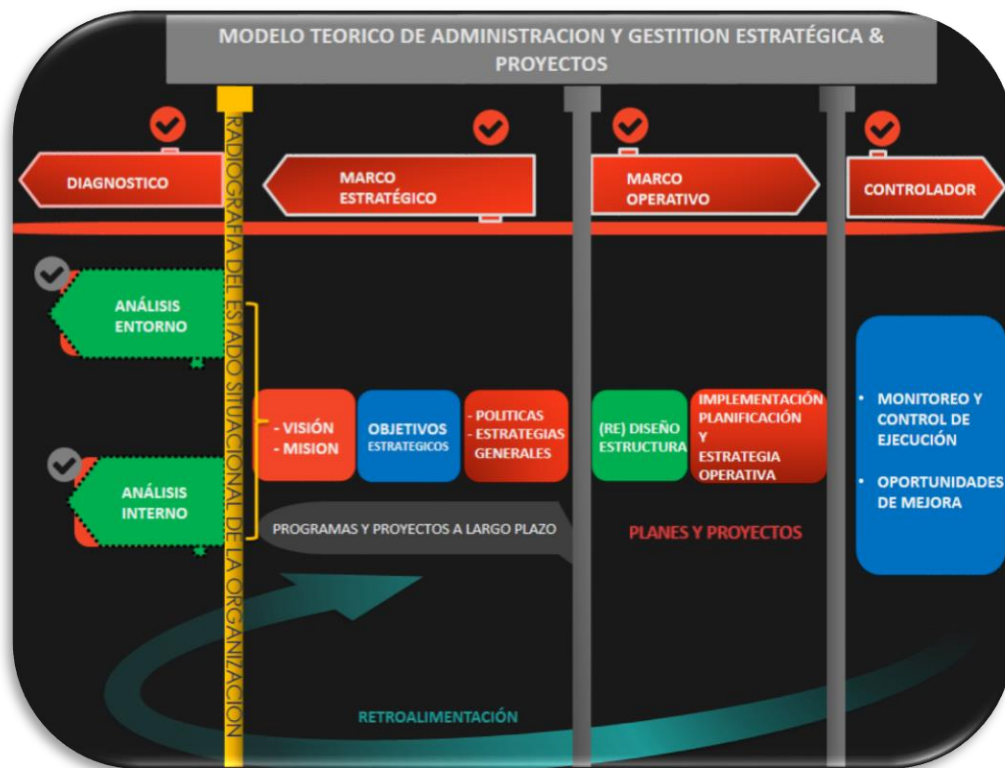 MODELO TEORICO DE ADMINISTRACION Y GESTITION ESTRATÉGICA &
PROYECTOS
DIAGNOSTICO
MARCO
ESTRATÉGICO
MARCO
OPERATIVO
CONTROLADOR
RADIOGRAFIA DEL ESTADO SITUACIONAL DE LA ORGANIZACION
ANÁLISIS
ENTORNO
ANÁLISIS
INTERNO
- VISIÓN
- MISION
OBJETIVOS
ESTRATEGICOS
- POLITICAS
- ESTRATEGIAS
GENERALES
(RE) DISEÑO
ESTRUCTURA
IMPLEMENTACIÓN
PLANIFICACIÓN
Y
ESTRATEGIA
OPERATIVA
• MONITOREO Y
CONTROL DE
EJECUCIÓN
• OPORTUNIDADES
DE MEJORA
PROGRAMAS Y PROYECTOS A LARGO PLAZO
PLANES Y PROYECTOS
RETROALIMENTACIÓN